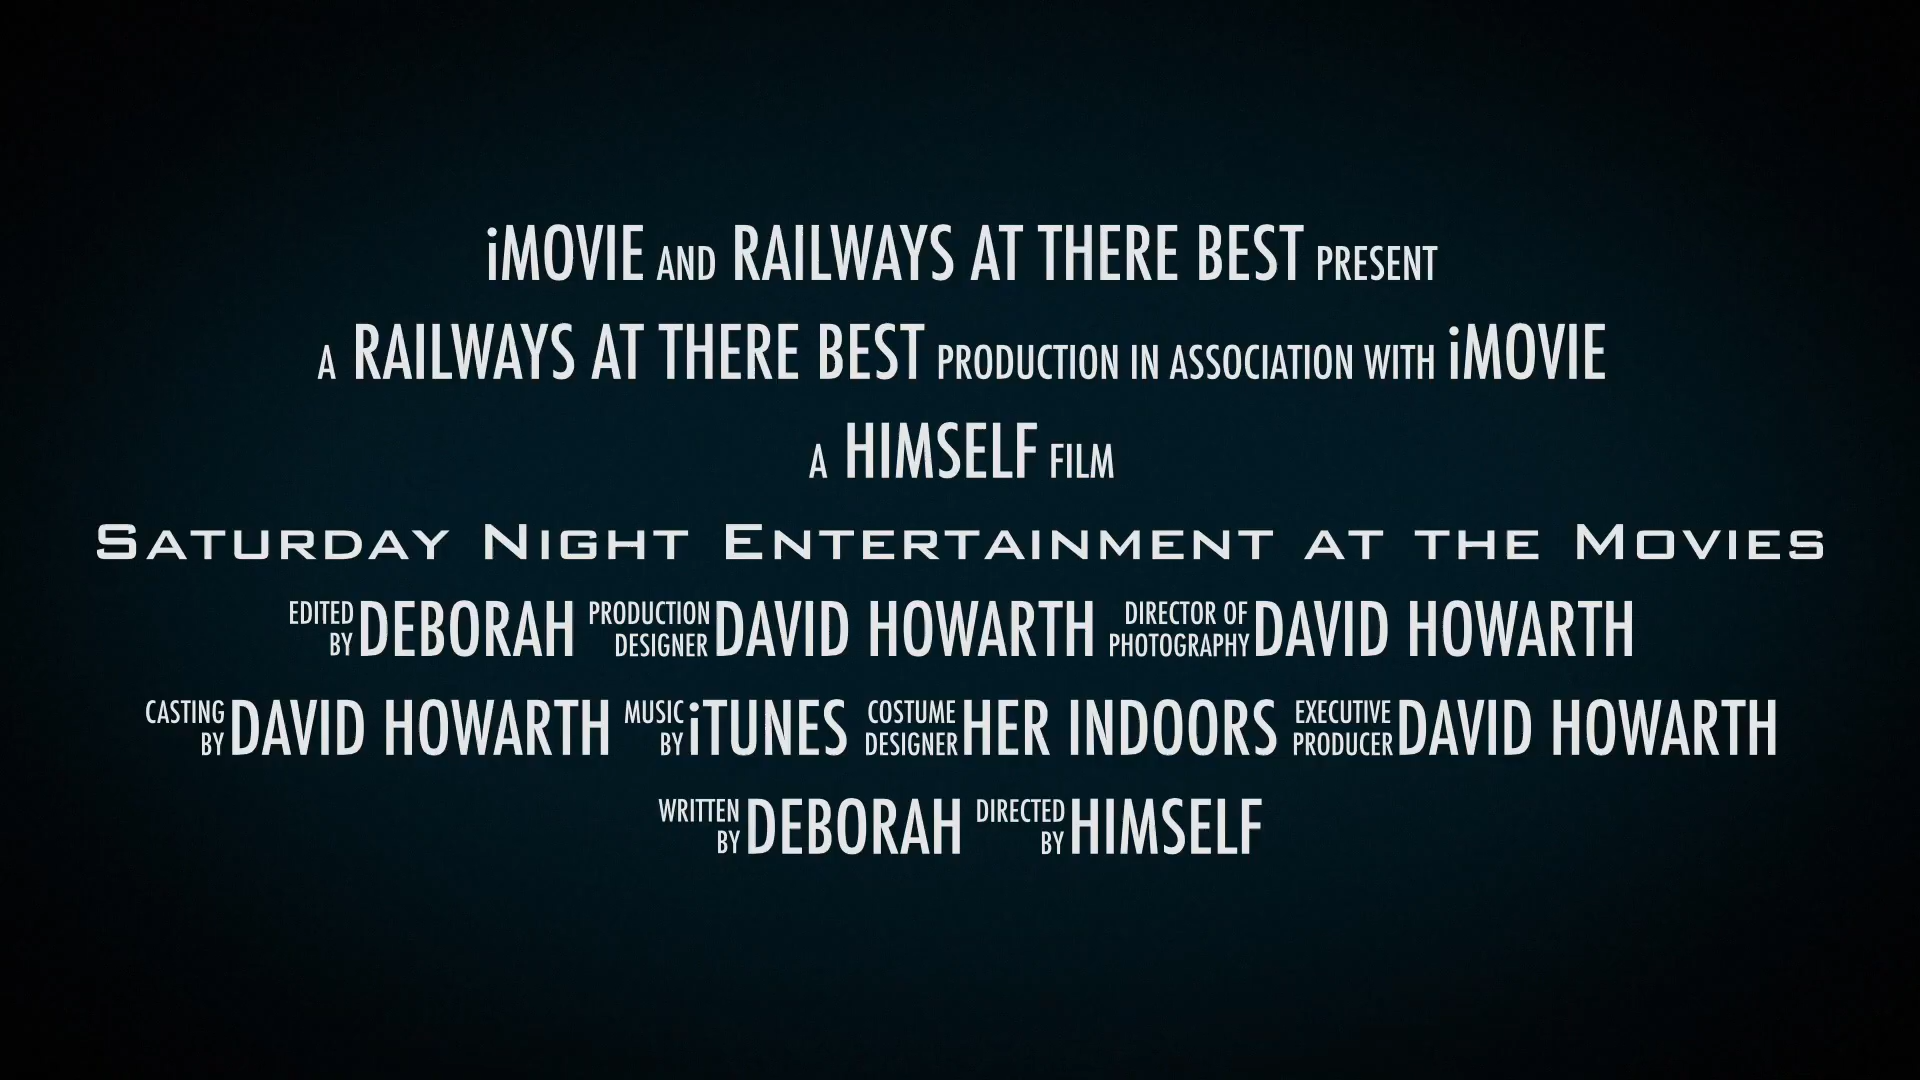 iMOVIE AND RAILWAYS AT THERE BEST PRESENT
A RAILWAYS AT THERE BEST PRODUCTION IN ASSOCIATION WITH iMOVIE
A HIMSELF FILM
SATURDAY NIGHT ENTERTAINMENT AT THE MOVIES
EDITED BY DEBORAH PRODUCTION DESIGNER DAVID HOWARTH DIRECTOR OF PHOTOGRAPHY DAVID HOWARTH
CASTING BY DAVID HOWARTH MUSIC BY iTUNES COSTUME DESIGNER HER INDOORS EXECUTIVE PRODUCER DAVID HOWARTH
WRITTEN BY DEBORAH DIRECTED BY HIMSELF